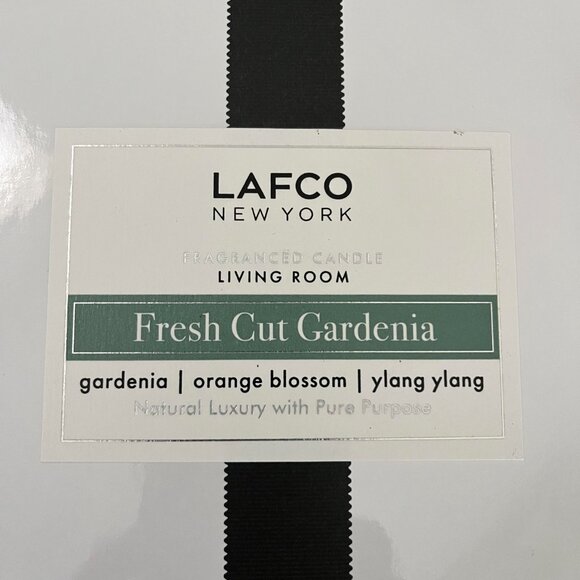 LAFCO
NEW YORK
FRAGRANCED CANDLE
LIVING ROOM
Fresh Cut Gardenia
gardenia | orange blossom | ylang ylang
Natural Luxury with Pure Purpose